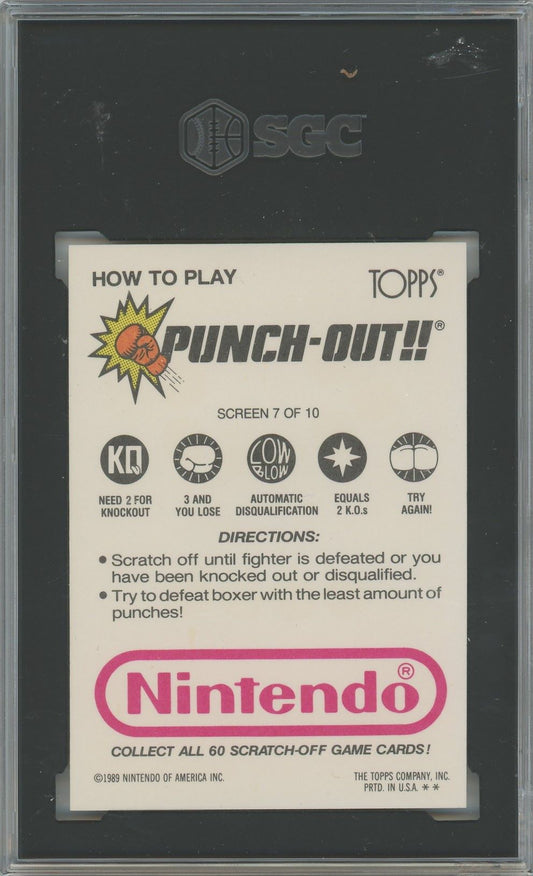 SGC
HOW TO PLAY
TOPPS®
PUNCH-OUT!!®
SCREEN 7 OF 10
KO
LOW BLOW
NEED 2 FOR KNOCKOUT
3 AND YOU LOSE
AUTOMATIC DISQUALIFICATION
EQUALS 2 K.O.s
TRY AGAIN!
DIRECTIONS:
• Scratch off until fighter is defeated or you
have been knocked out or disqualified.
• Try to defeat boxer with the least amount of
punches!
Nintendo®
COLLECT ALL 60 SCRATCH-OFF GAME CARDS!
©1989 NINTENDO OF AMERICA INC.
THE TOPPS COMPANY, INC.
PRTD. IN U.S.A. * *